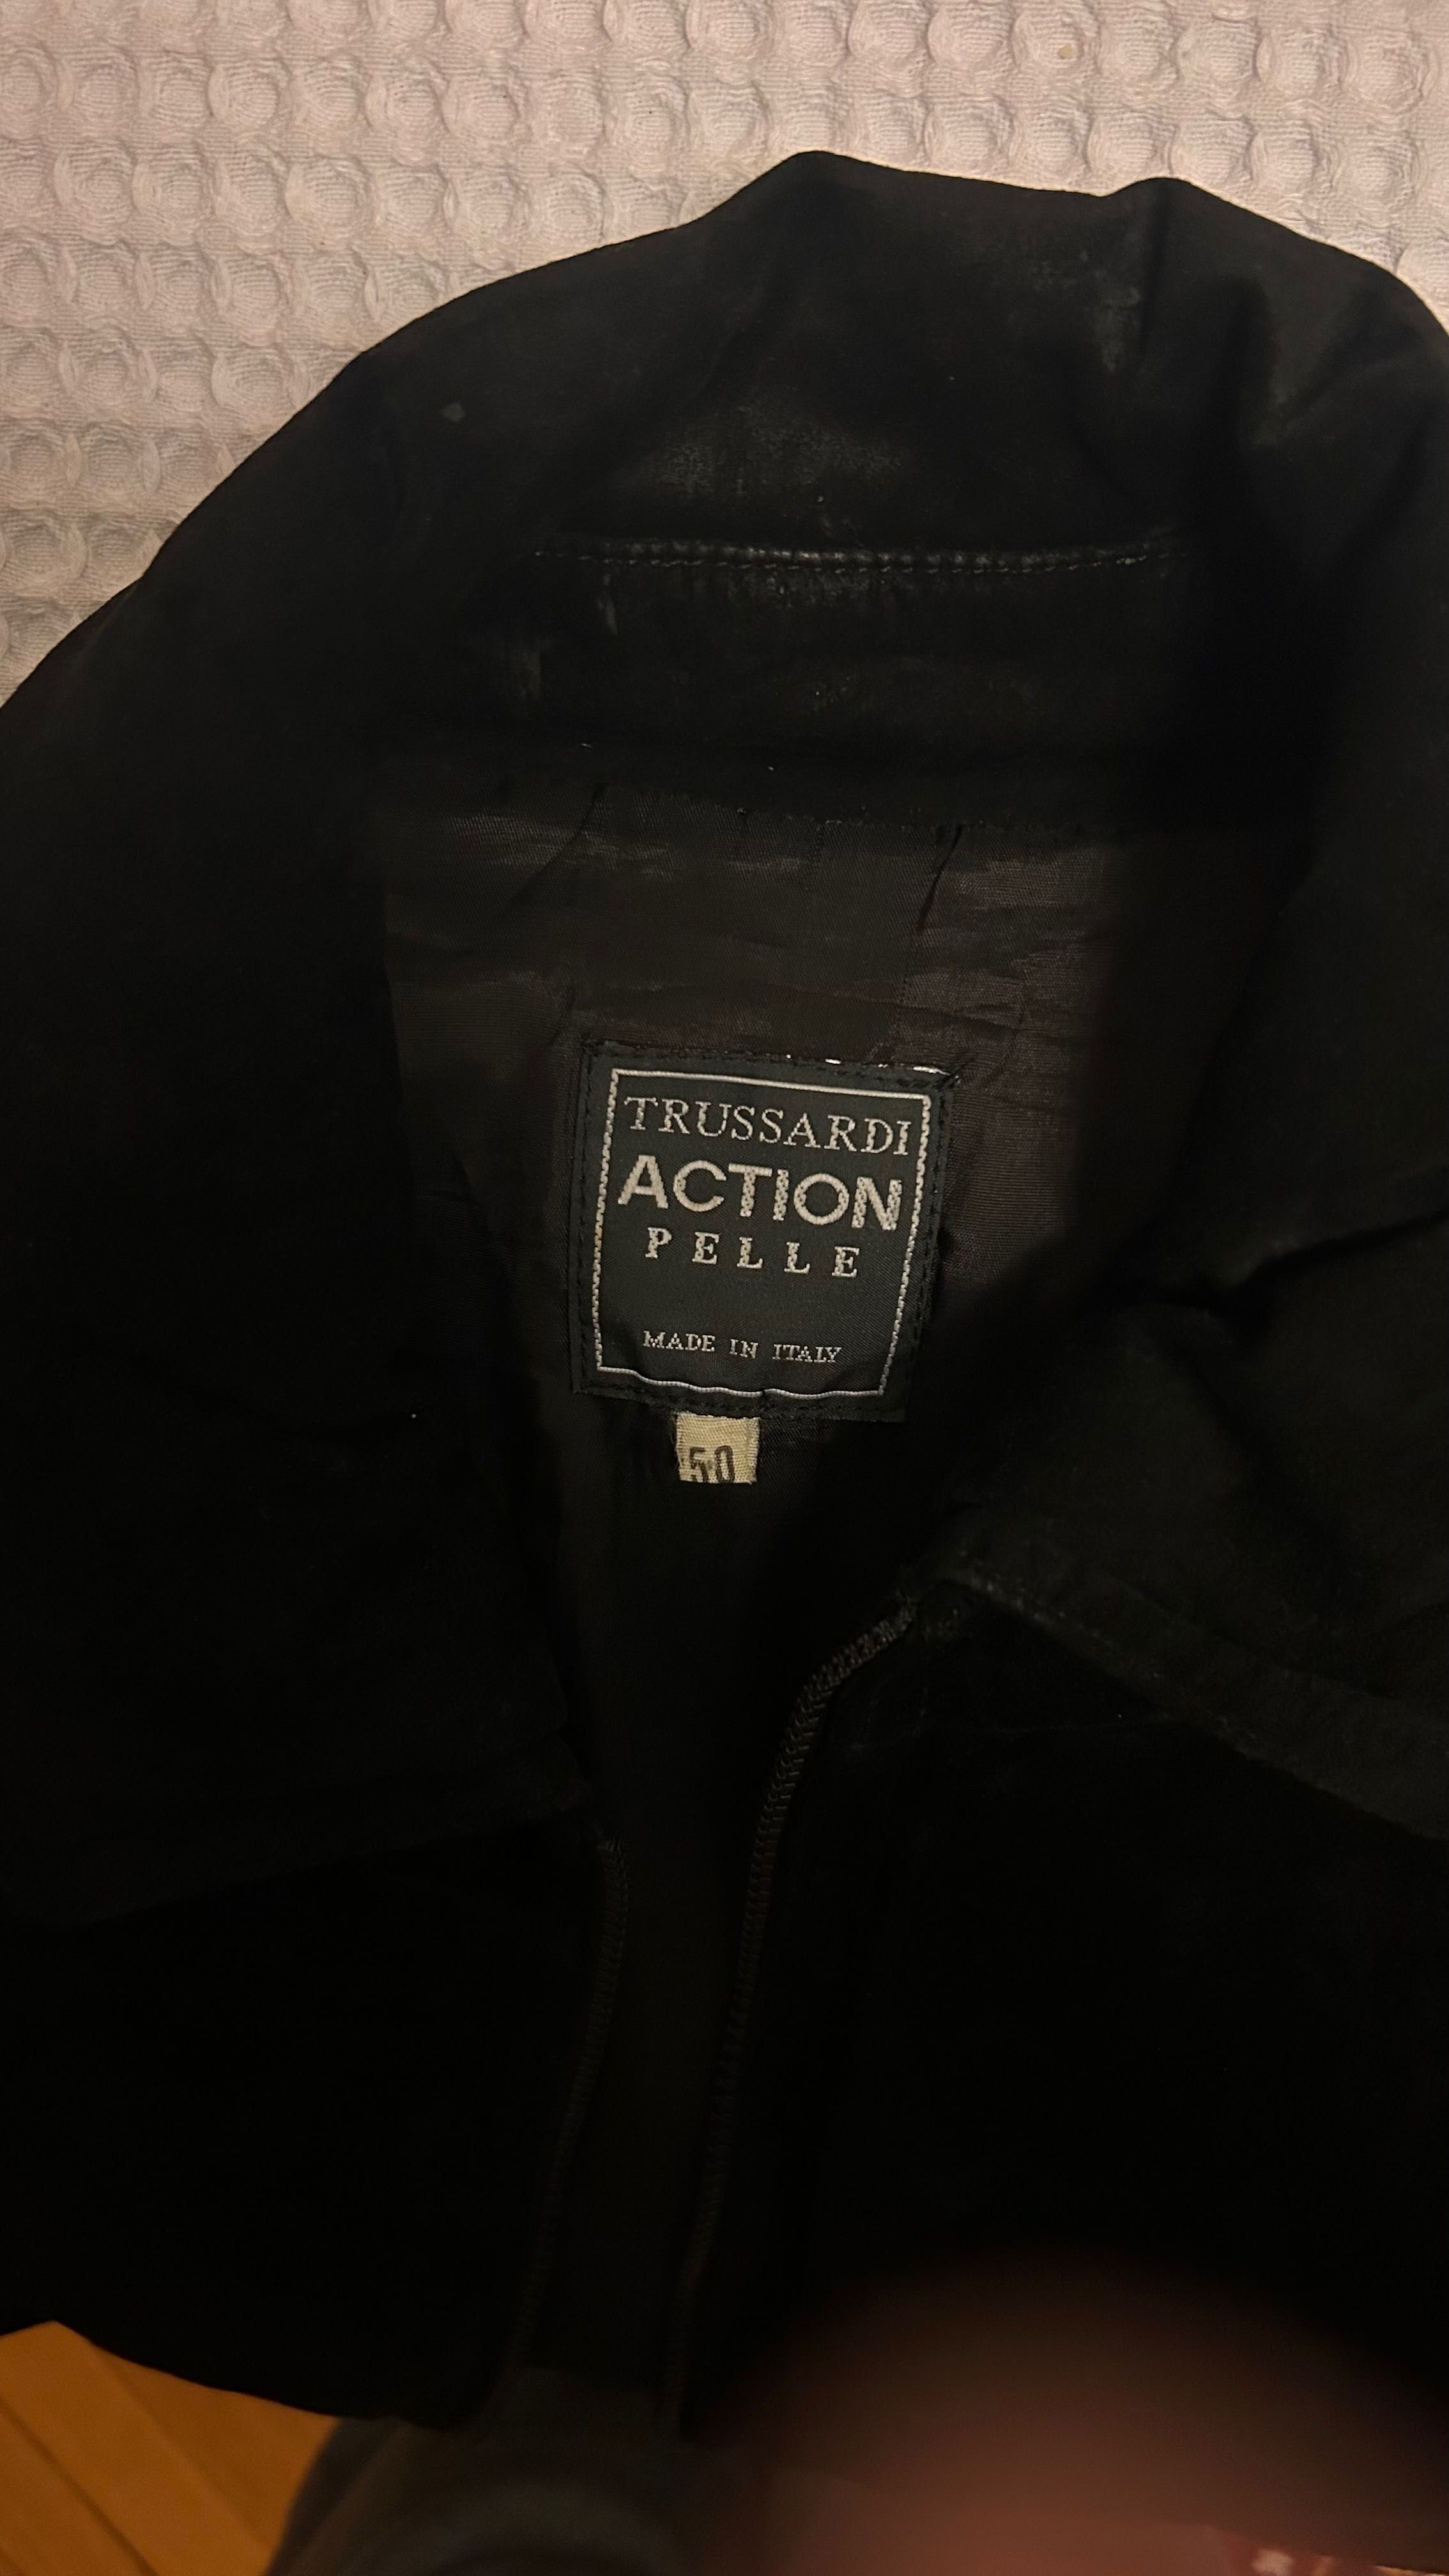 TRUSSARDI
ACTION
PELLE
MADE IN ITALY
50